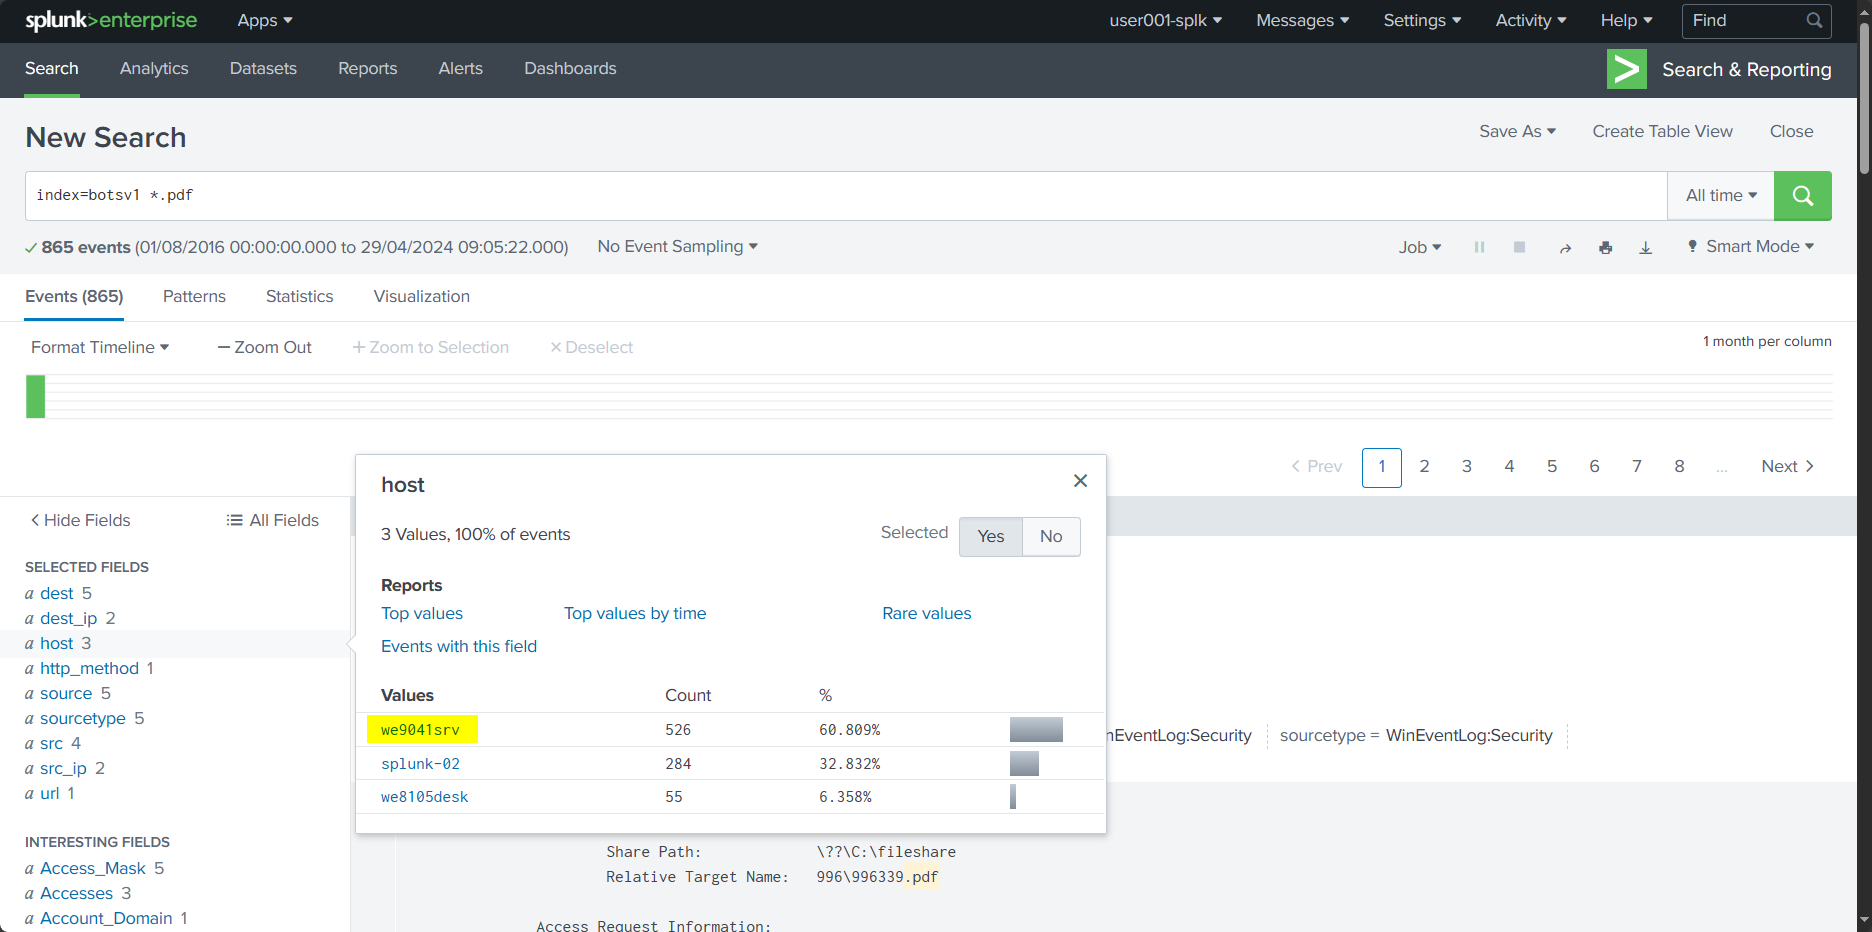 splunk>enterprise Apps user001-splk Messages Settings Activity Help Find
Search Analytics Datasets Reports Alerts Dashboards Search & Reporting
New Search Save As Create Table View Close
index=botsv1 *.pdf All time
865 events (01/08/2016 00:00:00.000 to 29/04/2024 09:05:22.000) No Event Sampling Job Smart Mode
Events (865) Patterns Statistics Visualization
Format Timeline Zoom Out Zoom to Selection Deselect 1 month per column
Prev 1 2 3 4 5 6 7 8 ... Next
Hide Fields All Fields
SELECTED FIELDS
a dest 5
a dest_ip 2
a host 3
a http_method 1
a source 5
a sourcetype 5
a src 4
a src_ip 2
a url 1
INTERESTING FIELDS
a Access_Mask 5
a Accesses 3
a Account_Domain 1
host
3 Values, 100% of events Selected Yes No
Reports
Top values Top values by time Rare values
Events with this field
Values Count %
we9041srv 526 60.809%
splunk-02 284 32.832%
we8105desk 55 6.358%
nEventLog:Security sourcetype = WinEventLog:Security
Share Path: \??\C:\fileshare
Relative Target Name: 996\996339.pdf
Access Request Information: